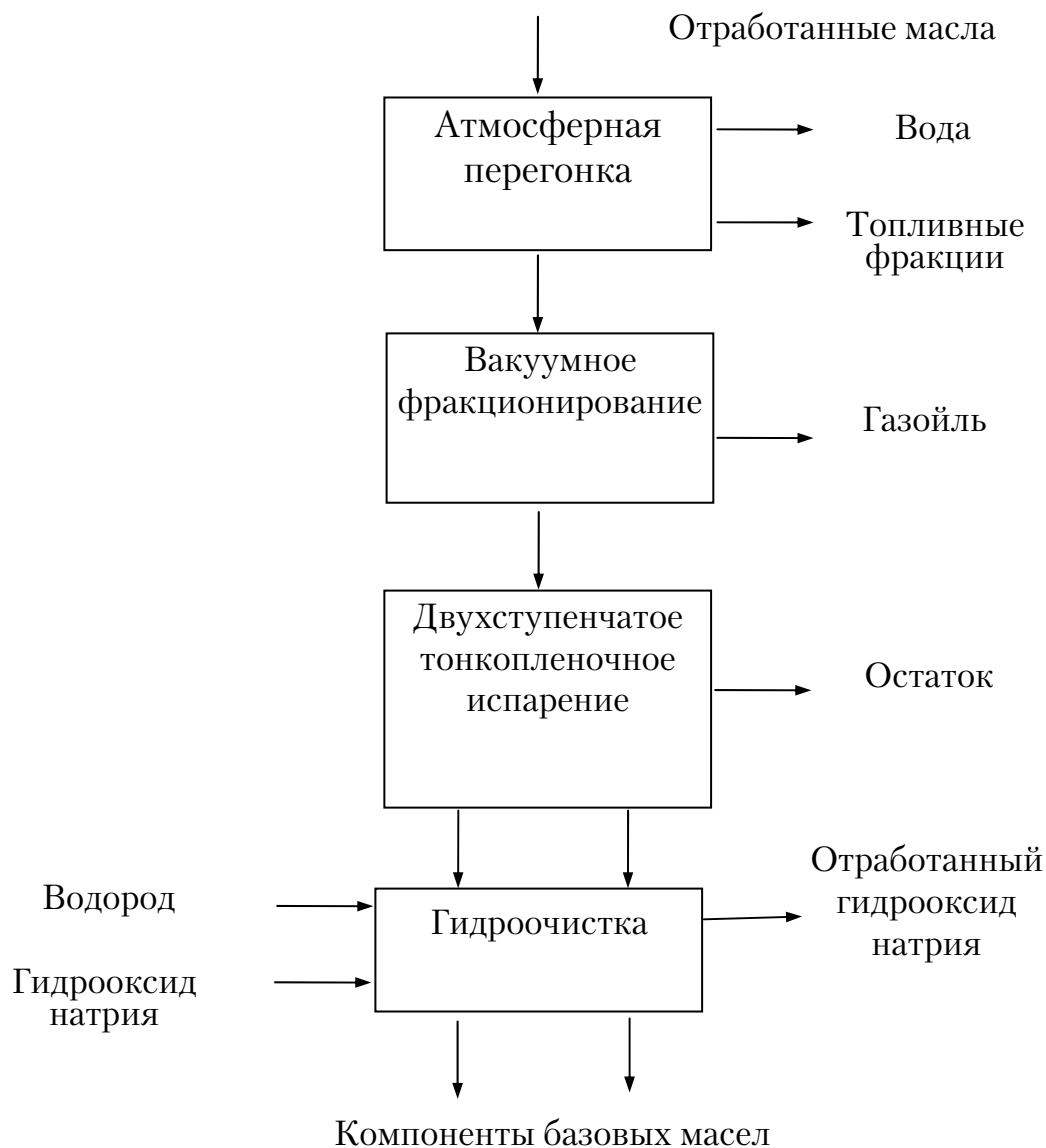 Отработанные масла
Атмосферная
перегонка
Вода
Топливные
фракции
Вакуумное
фракционирование
Газойль
Двухступенчатое
тонкопленочное
испарение
Остаток
Водород
Гидрооксид
натрия
Гидроочистка
Отработанный
гидрооксид
натрия
Компоненты базовых масел